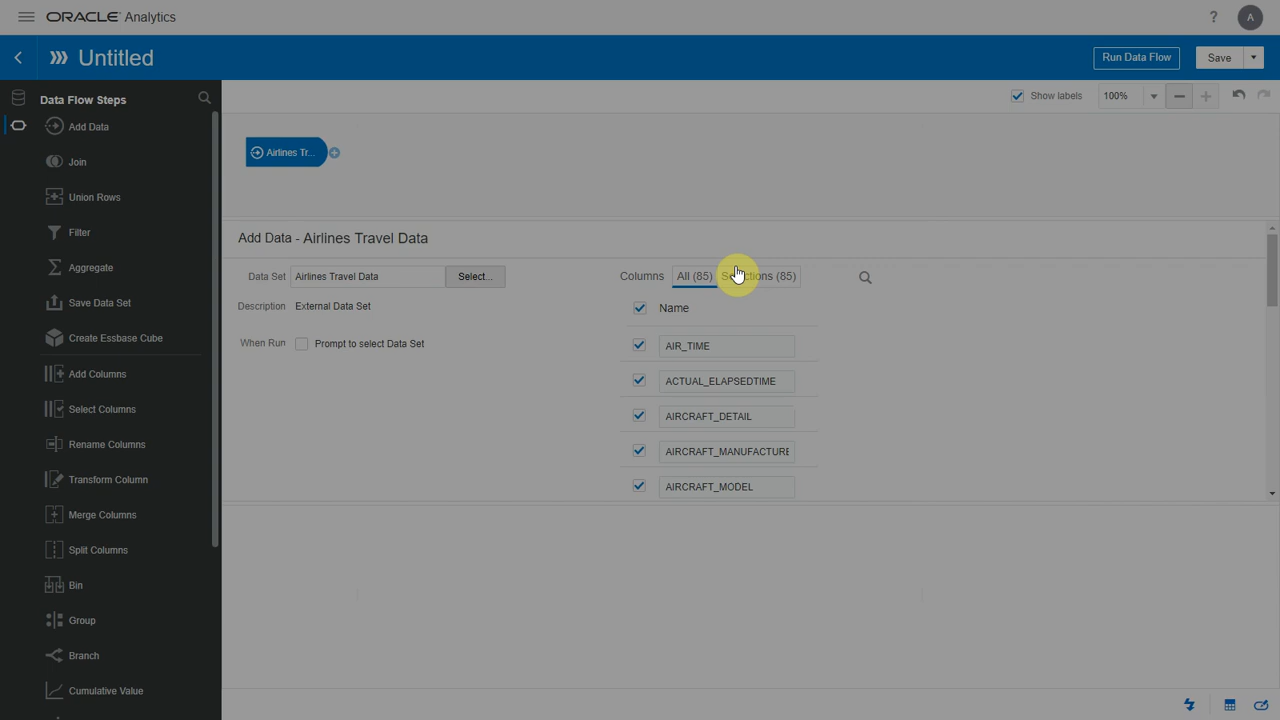 ORACLE Analytics
?
A
Untitled
Run Data Flow
Save
Data Flow Steps
Show labels
100%
Add Data
Join
Union Rows
Filter
Aggregate
Save Data Set
Create Essbase Cube
Add Columns
Select Columns
Rename Columns
Transform Column
Merge Columns
Split Columns
Bin
Group
Branch
Cumulative Value
Airlines Tr...
Add Data - Airlines Travel Data
Data Set Airlines Travel Data Select...
Description External Data Set
When Run Prompt to select Data Set
Columns All (85) Selections (85)
Name
AIR_TIME
ACTUAL_ELAPSEDTIME
AIRCRAFT_DETAIL
AIRCRAFT_MANUFACTURE
AIRCRAFT_MODEL